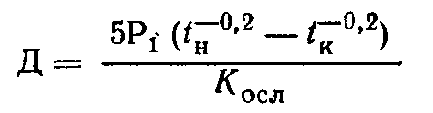 Д = 5P₁ (tн^−0,2 — tк^−0,2) / Kосл